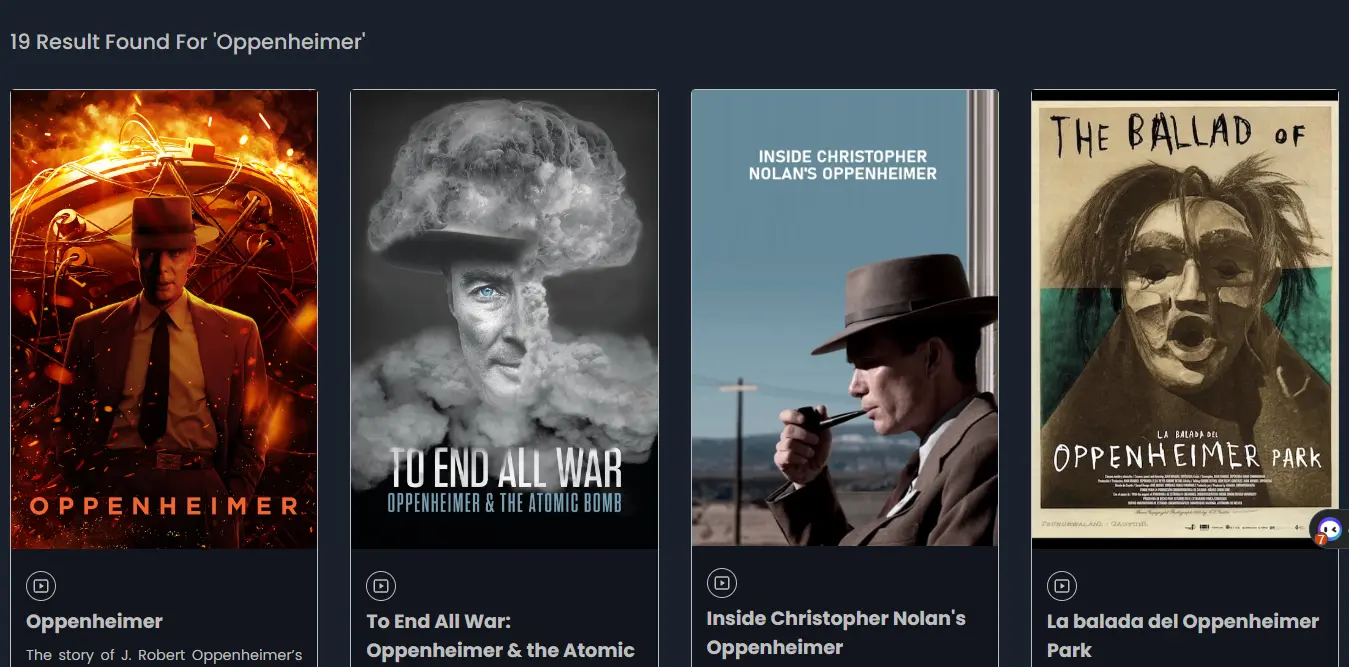 19 Result Found For 'Oppenheimer'
OPPENHEIMER
TO END ALL WAR
OPPENHEIMER & THE ATOMIC BOMB
INSIDE CHRISTOPHER
NOLAN'S OPPENHEIMER
THE BALLAD OF
LA BALADA DEL
OPPENHEIMER PARK
7
Oppenheimer
The story of J. Robert Oppenheimer's
To End All War:
Oppenheimer & the Atomic
Inside Christopher Nolan's
Oppenheimer
La balada del Oppenheimer
Park